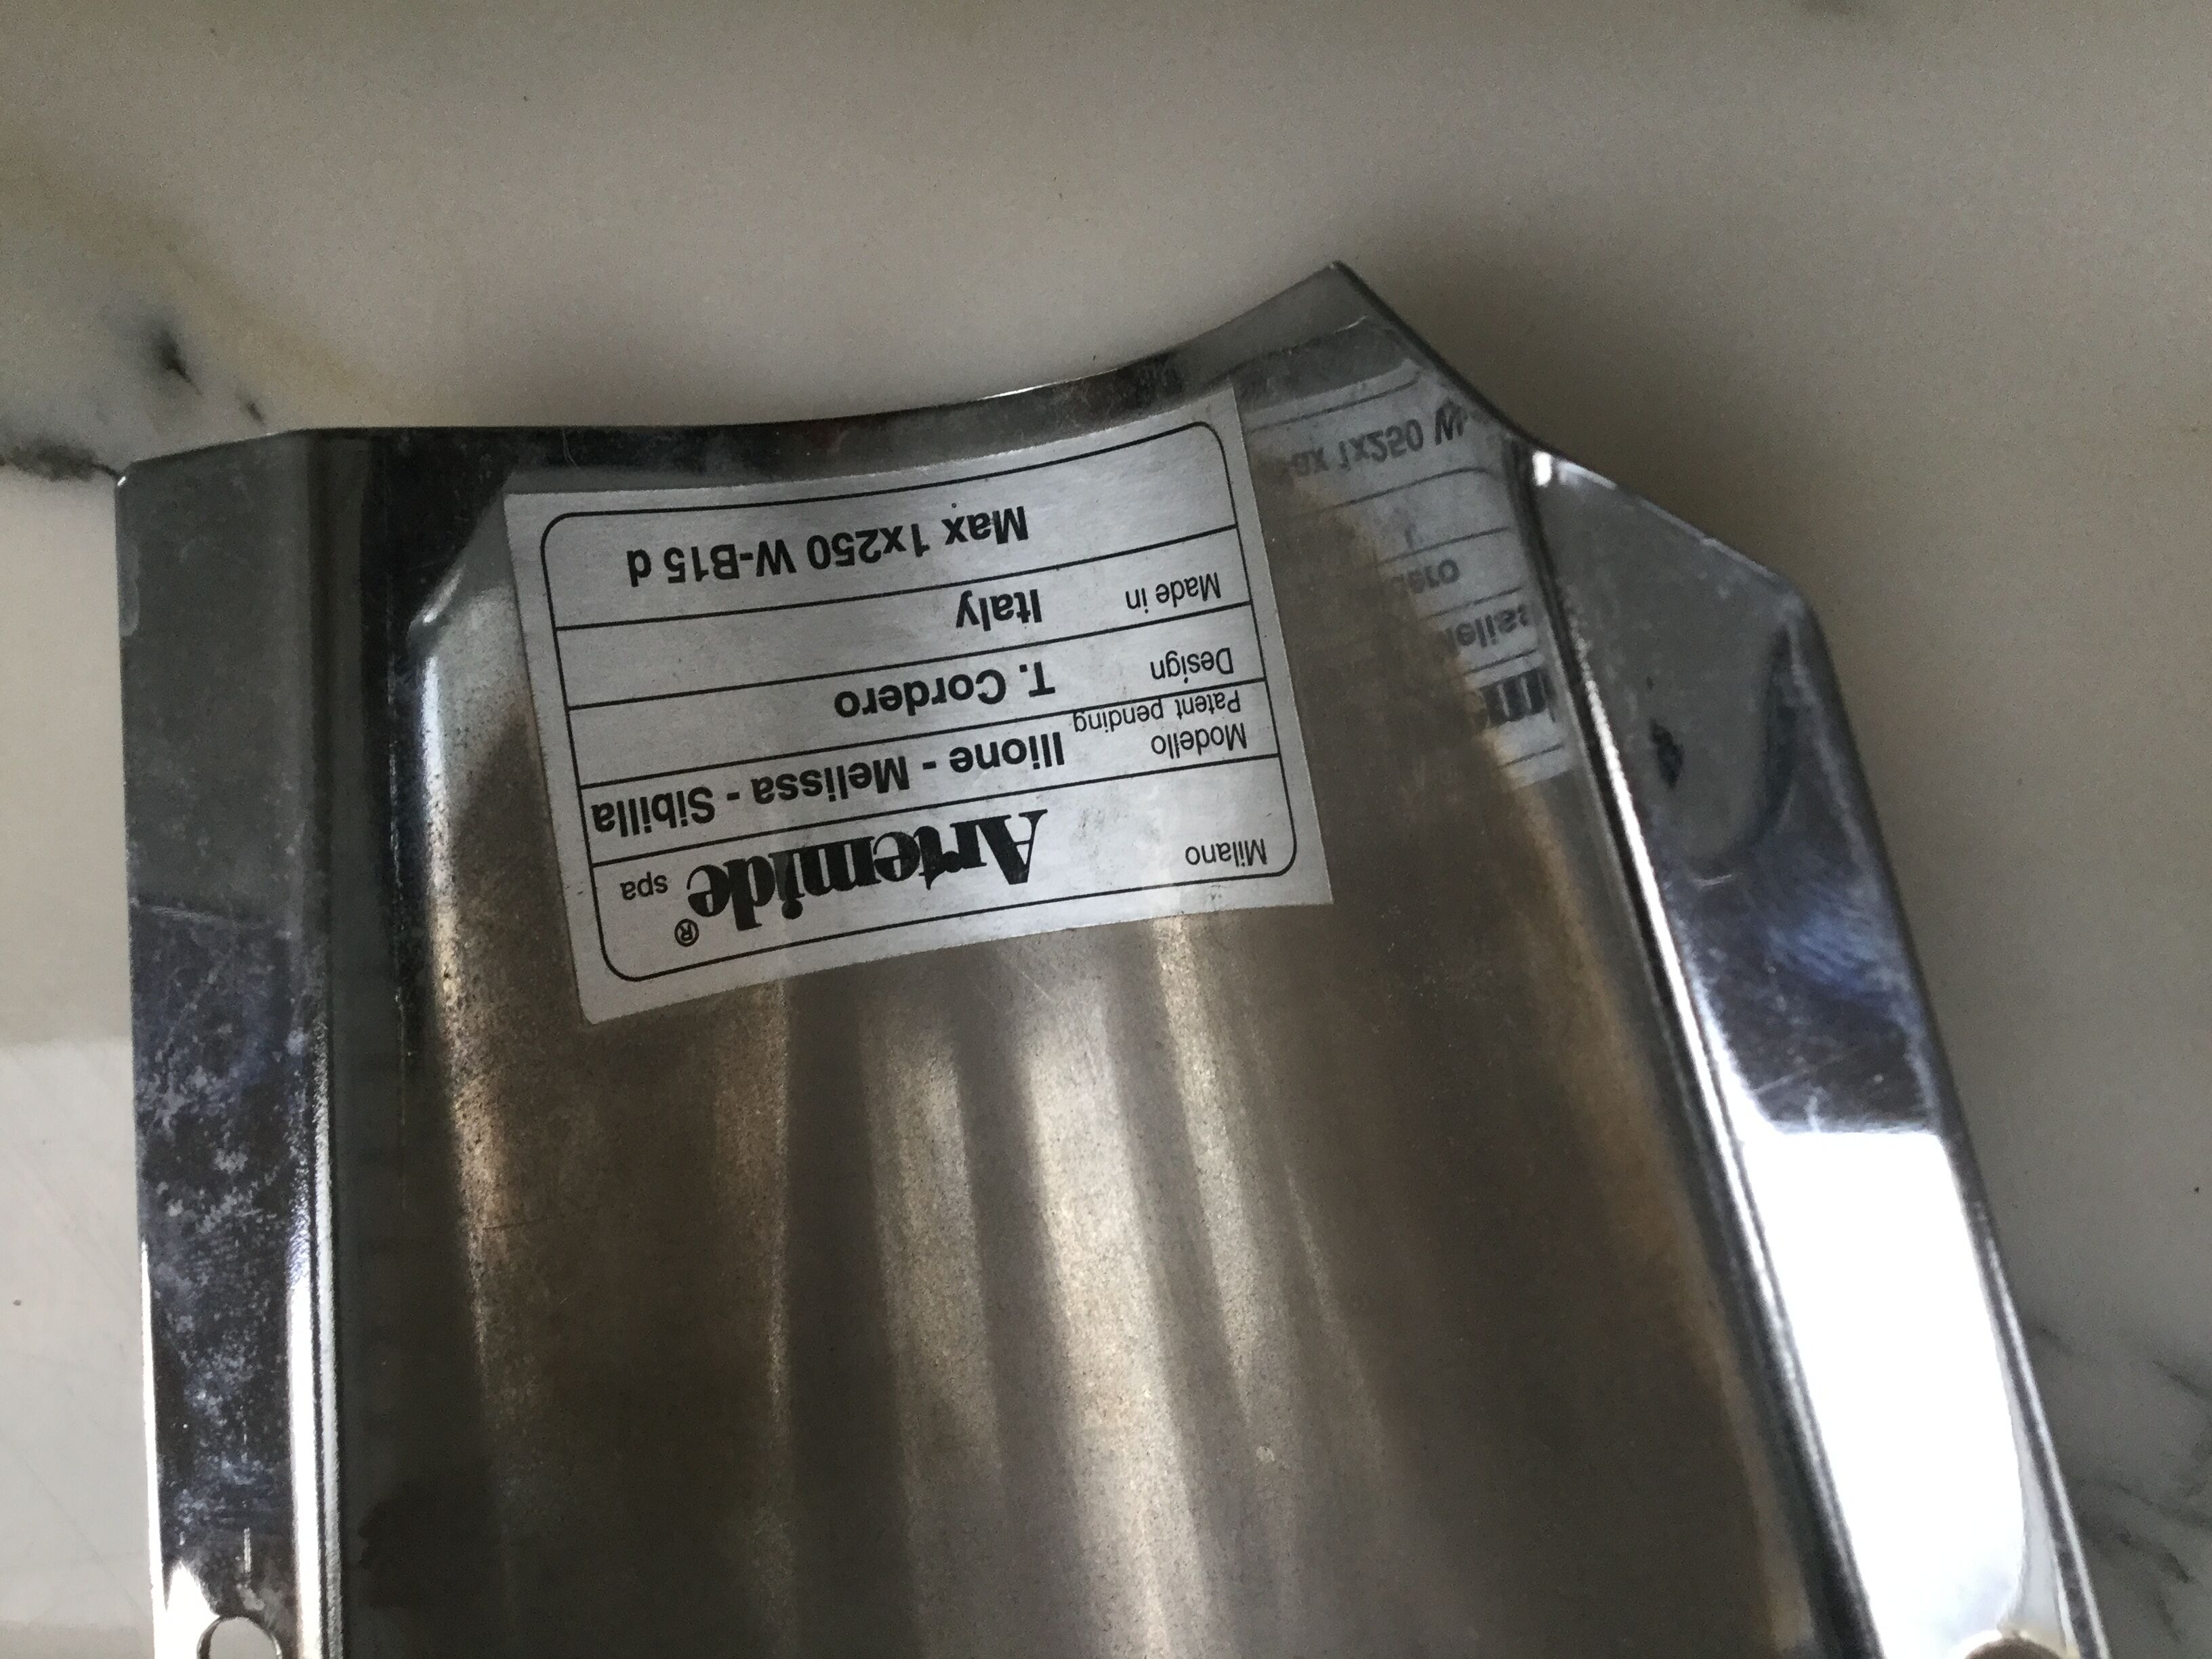 Milano Artemide® spa
Modello Ilione - Melissa - Sibilla
Patent pending
Design T. Cordero
Made in Italy
Max 1x250 W-B15 d